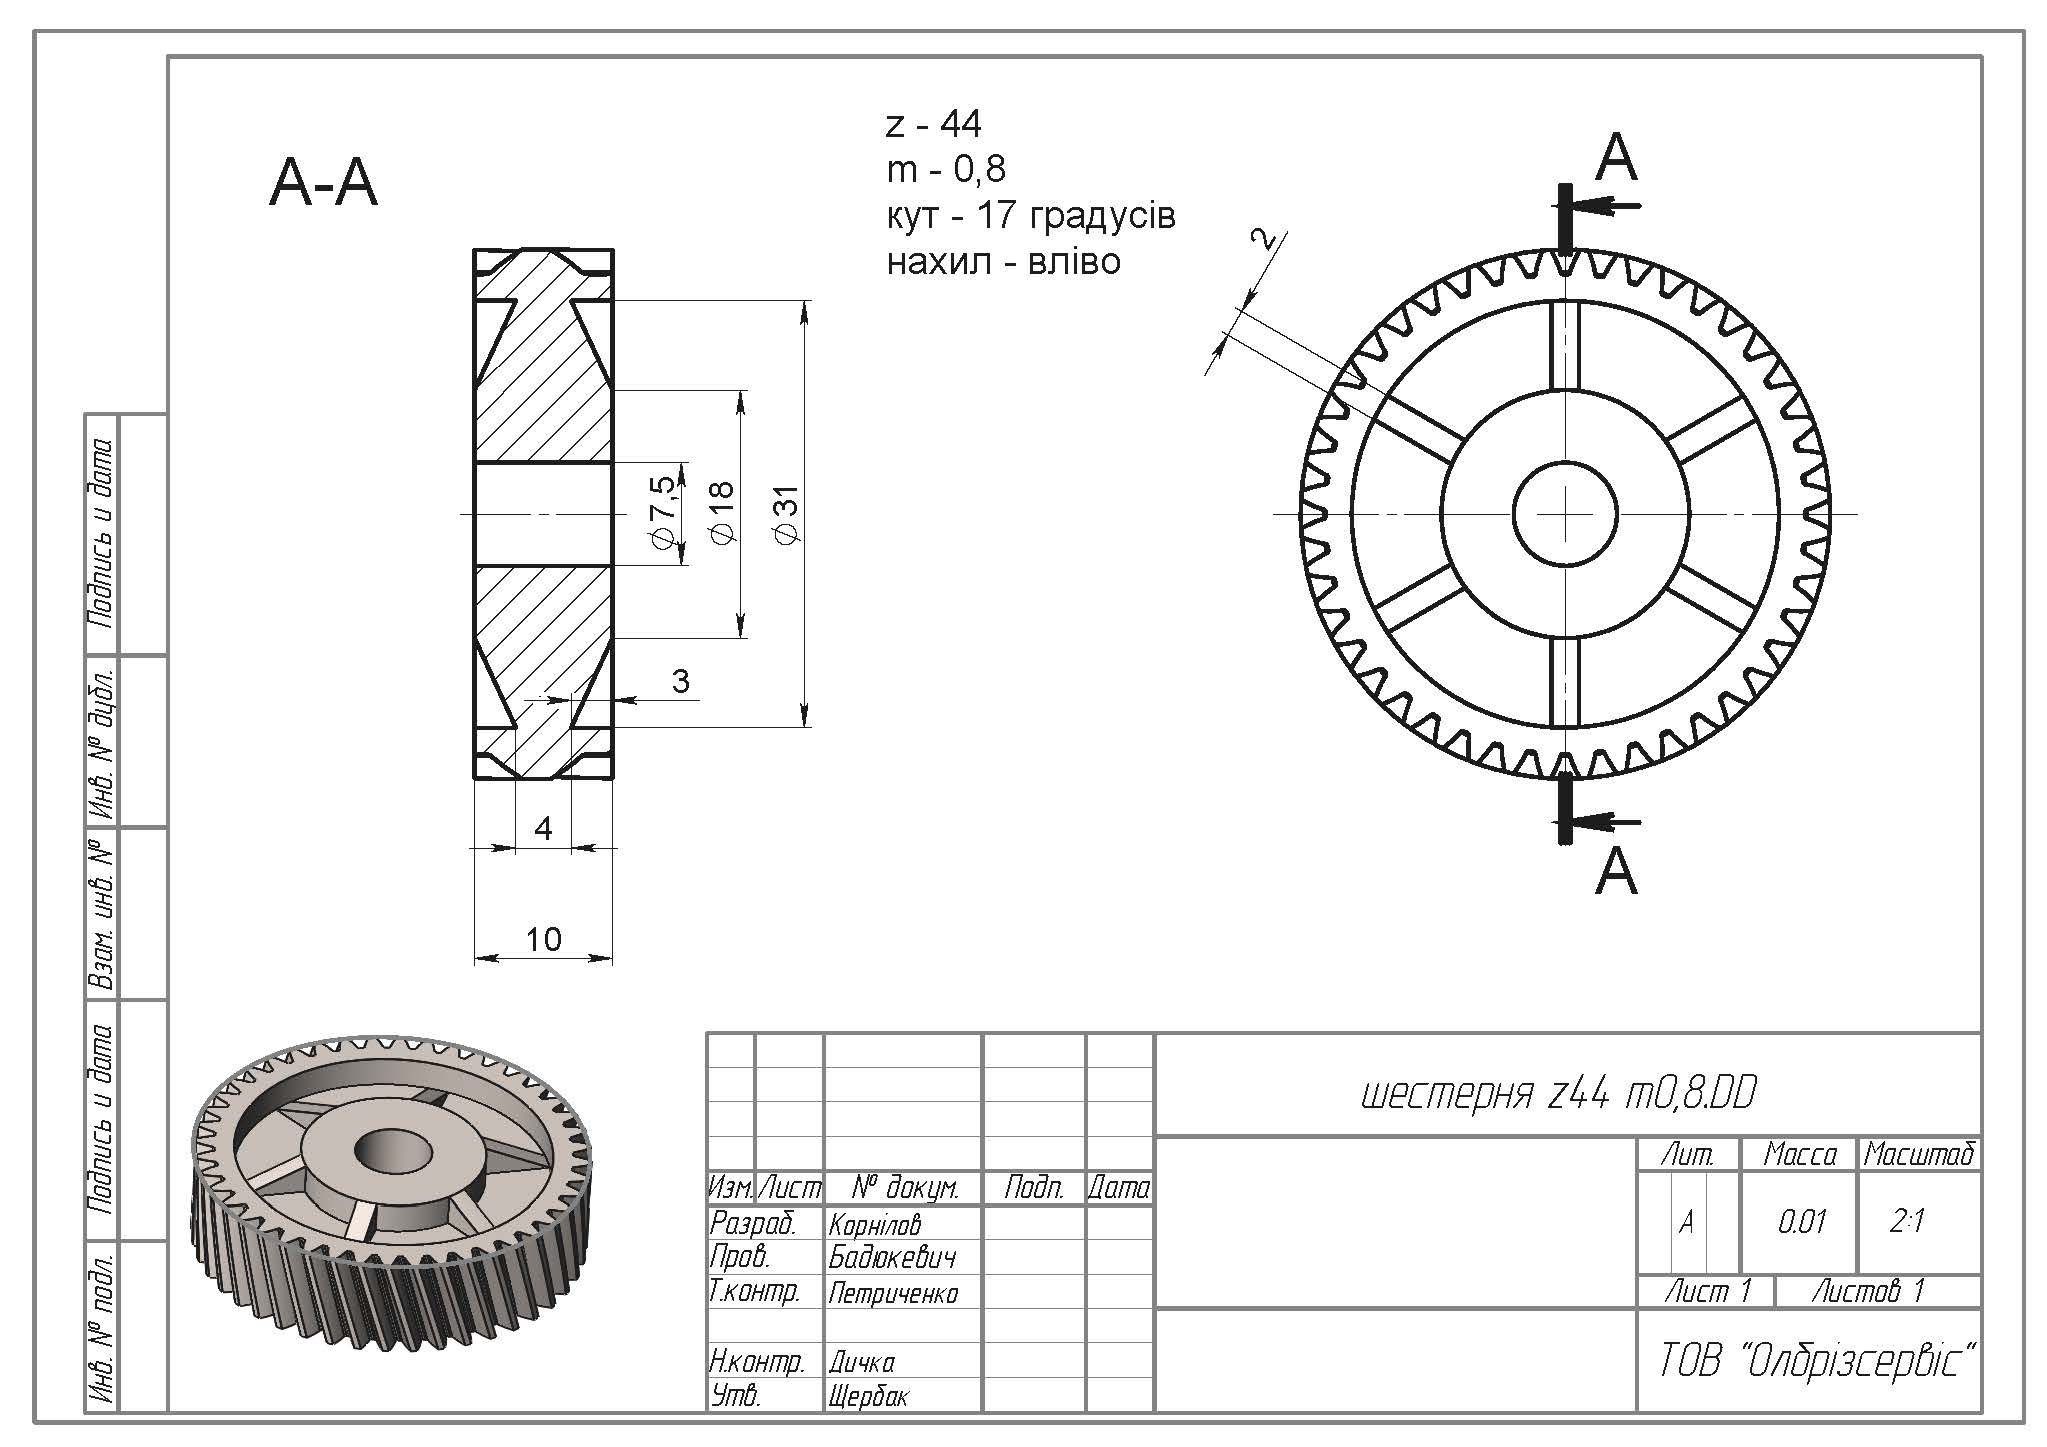 A-A
z - 44
m - 0,8
кут - 17 градусів
нахил - вліво
A
2
∅7,5
∅18
∅31
3
4
10
A
Подпись и дата
Инв. № дубл.
Взам. инв. №
Подпись и дата
Инв. № подл.
шестерня z44 m0,8.DD
Лит. Масса Масштаб
A 0.01 2:1
Лист 1 Листов 1
ТОВ "Олбрізсервіс"
Изм. Лист № докум. Подп. Дата
Разраб. Корнілов
Пров. Бадюкевич
Т.контр. Петриченко
Н.контр. Дичка
Утв. Щербак